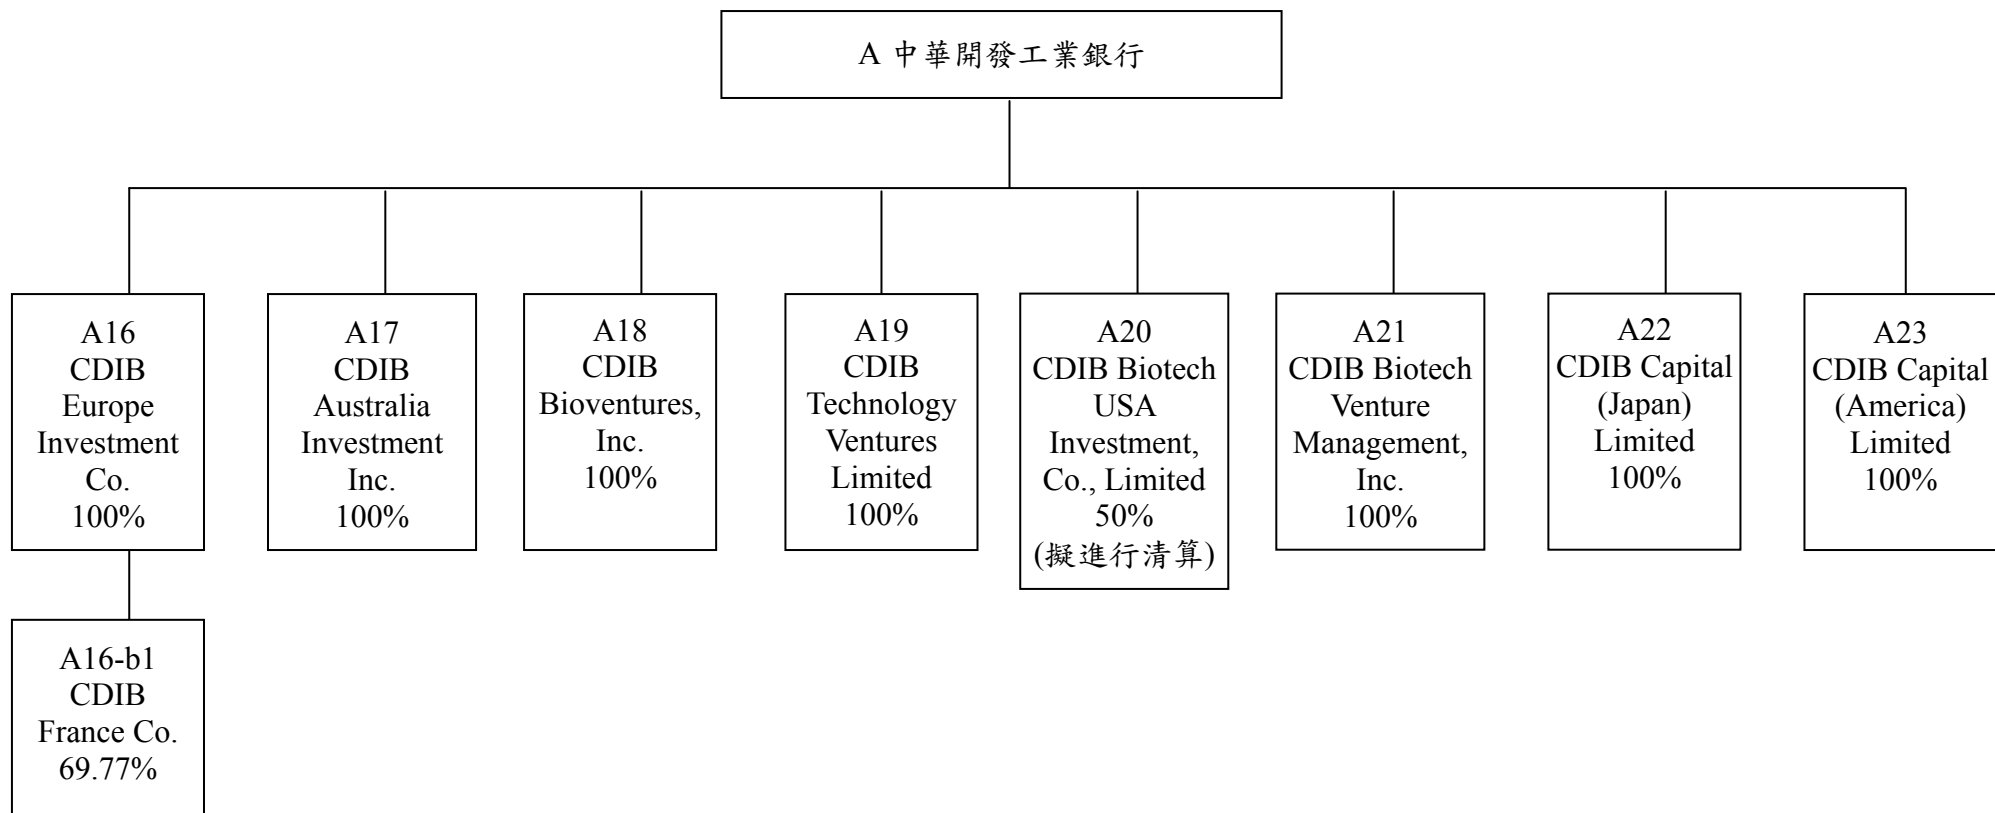 A 中華開發工業銀行
A16
CDIB
Europe
Investment
Co.
100%
A17
CDIB
Australia
Investment
Inc.
100%
A18
CDIB
Bioventures,
Inc.
100%
A19
CDIB
Technology
Ventures
Limited
100%
A20
CDIB Biotech
USA
Investment,
Co., Limited
50%
(擬進行清算)
A21
CDIB Biotech
Venture
Management,
Inc.
100%
A22
CDIB Capital
(Japan)
Limited
100%
A23
CDIB Capital
(America)
Limited
100%
A16-b1
CDIB
France Co.
69.77%